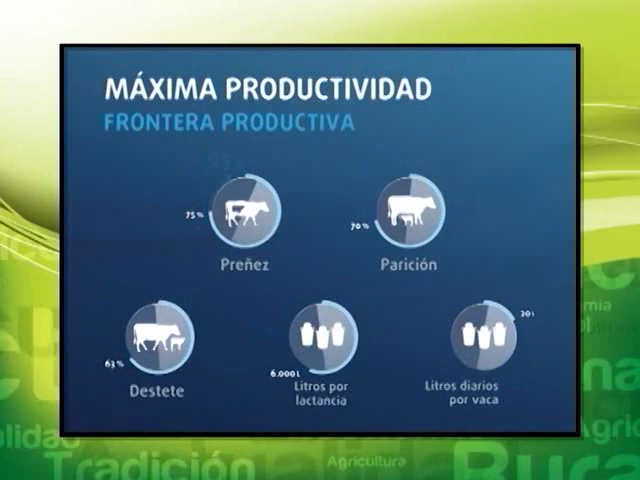 MÁXIMA PRODUCTIVIDAD
FRONTERA PRODUCTIVA
75%
Preñez
70%
Parición
63%
Destete
6.000 L
Litros por
lactancia
Litros diarios
por vaca
Tradición
Agricultura